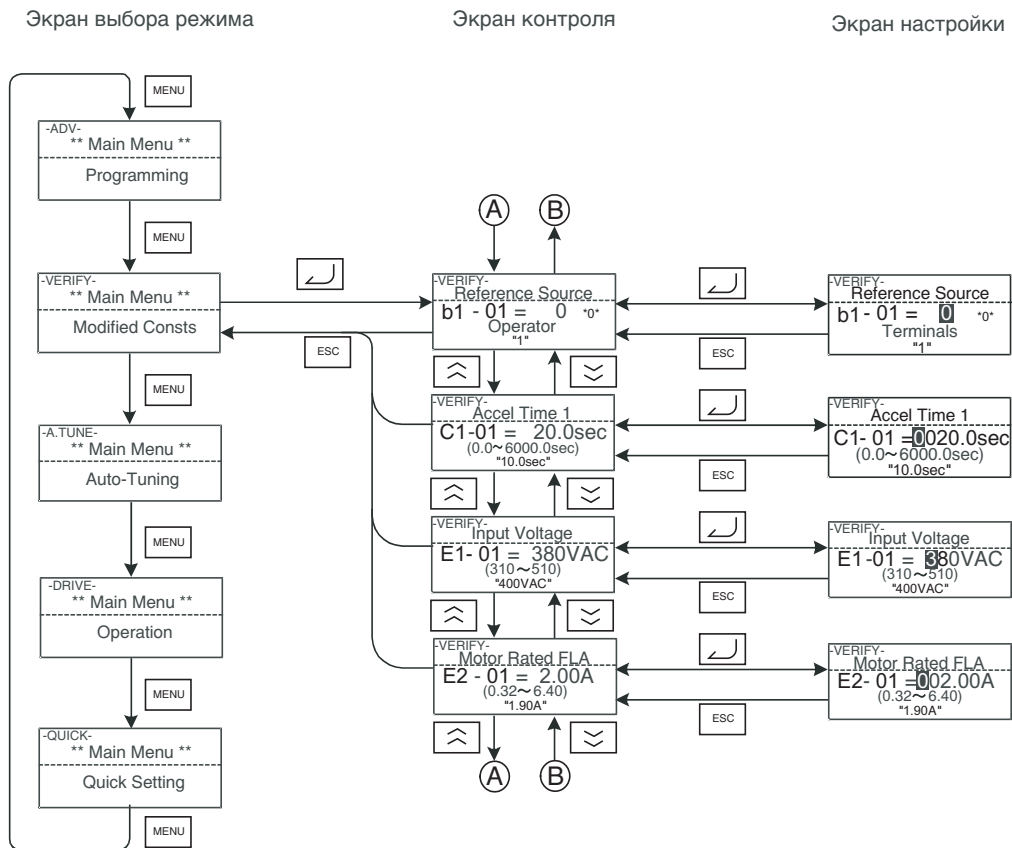 Экран выбора режима
Экран контроля
Экран настройки
MENU
-ADV-
** Main Menu **
Programming
MENU
-VERIFY-
** Main Menu **
Modified Consts
MENU
-A.TUNE-
** Main Menu **
Auto-Tuning
MENU
-DRIVE-
** Main Menu **
Operation
MENU
-QUICK-
** Main Menu **
Quick Setting
MENU
ESC
A
B
-VERIFY-
Reference Source
b1 - 01 = 0 *0*
Operator
"1"
-VERIFY-
Accel Time 1
C1-01 = 20.0sec
(0.0~6000.0sec)
"10.0sec"
-VERIFY-
Input Voltage
E1- 01 = 380VAC
(310~510)
"400VAC"
-VERIFY-
Motor Rated FLA
E2 - 01 = 2.00A
(0.32~6.40)
"1.90A"
A
B
ESC
ESC
ESC
ESC
-VERIFY-
Reference Source
b1- 01 = 0 *0*
Terminals
"1"
-VERIFY-
Accel Time 1
C1- 01 =0020.0sec
(0.0~6000.0sec)
"10.0sec"
-VERIFY-
Input Voltage
E1-01 = 380VAC
(310~510)
"400VAC"
-VERIFY-
Motor Rated FLA
E2- 01 =002.00A
(0.32~6.40)
"1.90A"